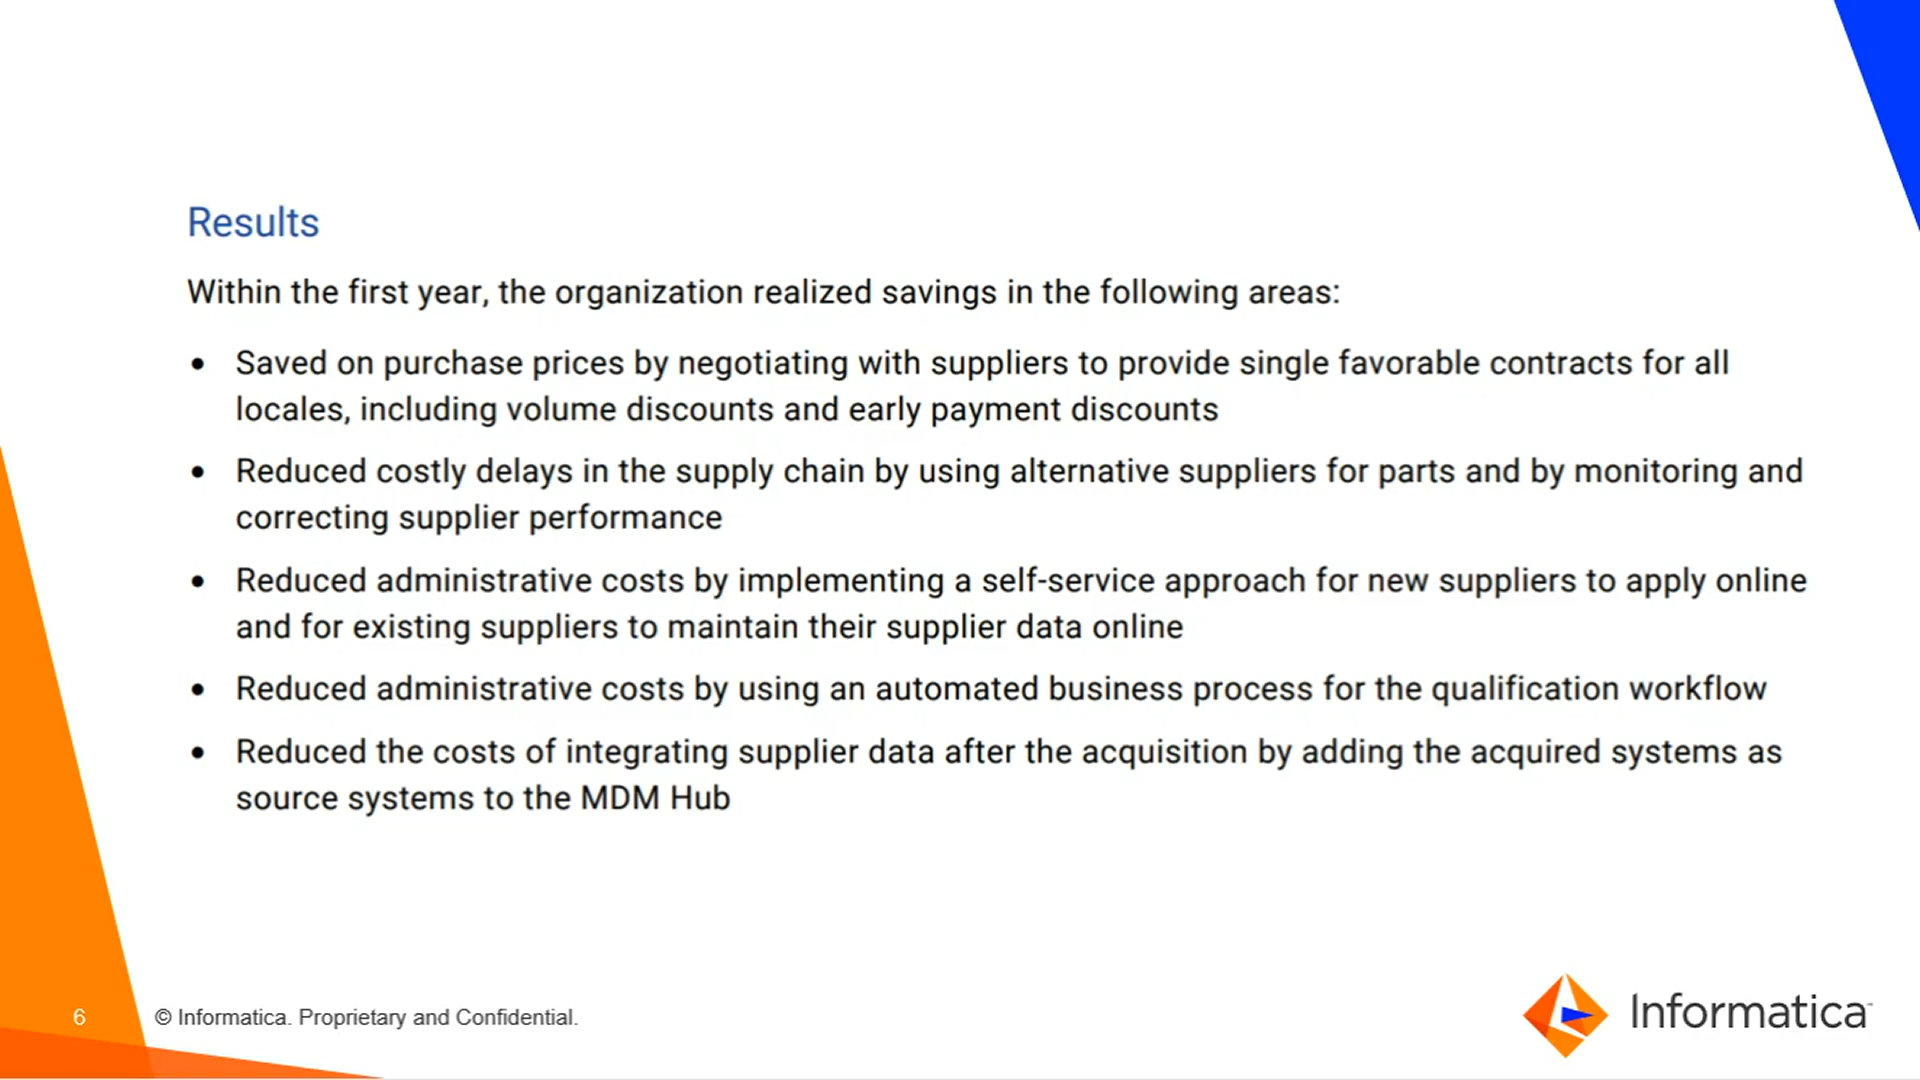 Results
Within the first year, the organization realized savings in the following areas:
• Saved on purchase prices by negotiating with suppliers to provide single favorable contracts for all
locales, including volume discounts and early payment discounts
• Reduced costly delays in the supply chain by using alternative suppliers for parts and by monitoring and
correcting supplier performance
• Reduced administrative costs by implementing a self-service approach for new suppliers to apply online
and for existing suppliers to maintain their supplier data online
• Reduced administrative costs by using an automated business process for the qualification workflow
• Reduced the costs of integrating supplier data after the acquisition by adding the acquired systems as
source systems to the MDM Hub
6
© Informatica. Proprietary and Confidential.
Informatica™